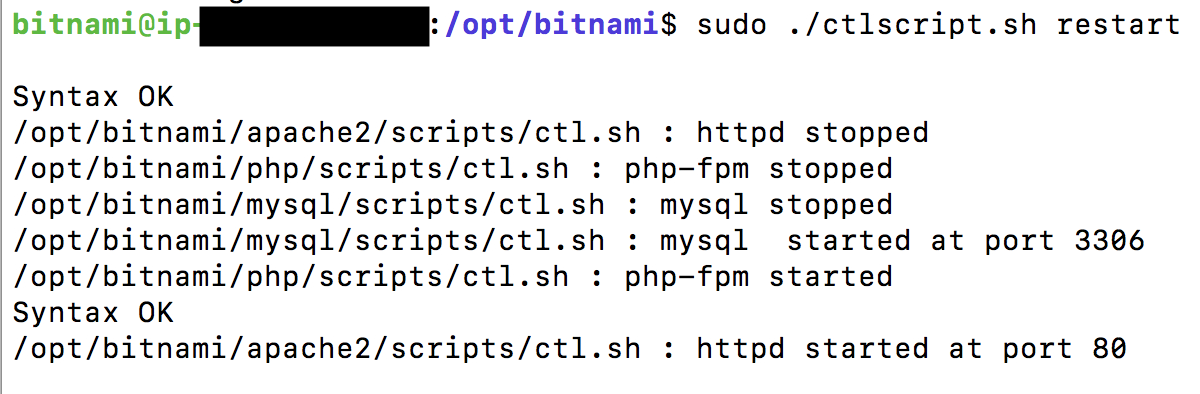 bitnami@ip-:/opt/bitnami$ sudo ./ctlscript.sh restart
Syntax OK
/opt/bitnami/apache2/scripts/ctl.sh : httpd stopped
/opt/bitnami/php/scripts/ctl.sh : php-fpm stopped
/opt/bitnami/mysql/scripts/ctl.sh : mysql stopped
/opt/bitnami/mysql/scripts/ctl.sh : mysql  started at port 3306
/opt/bitnami/php/scripts/ctl.sh : php-fpm started
Syntax OK
/opt/bitnami/apache2/scripts/ctl.sh : httpd started at port 80